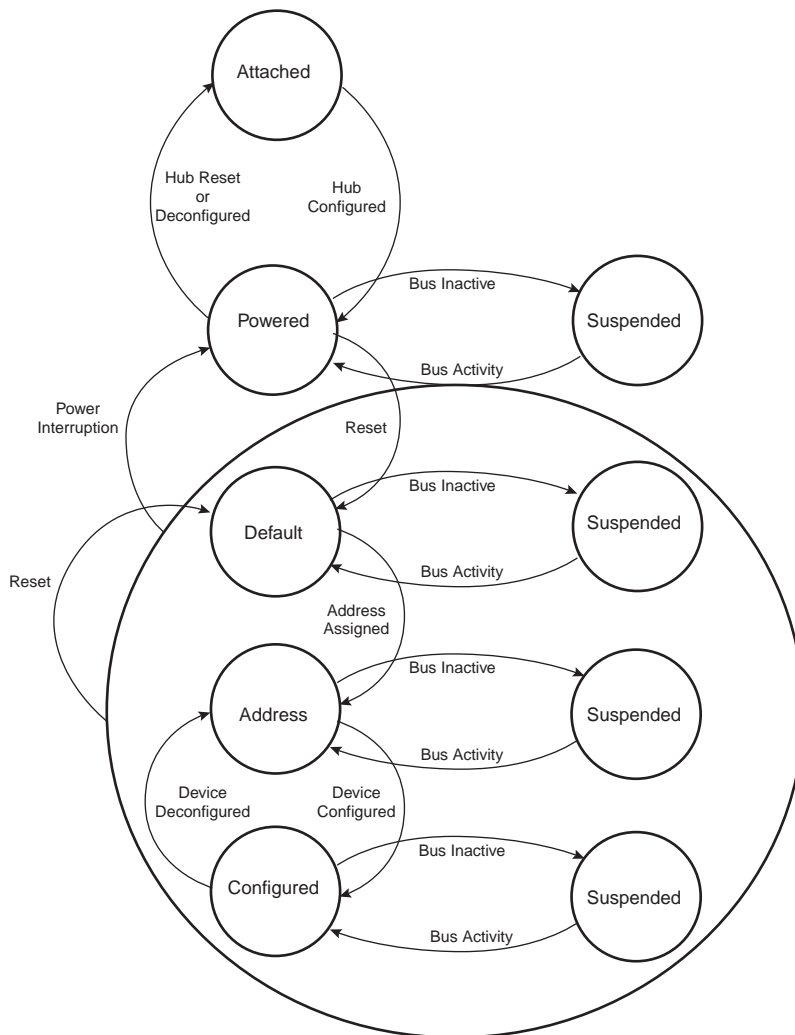 Attached
Hub Reset
or
Deconfigured
Hub
Configured
Bus Inactive
Powered
Suspended
Bus Activity
Power
Interruption
Reset
Bus Inactive
Default
Suspended
Bus Activity
Reset
Address
Assigned
Bus Inactive
Address
Suspended
Bus Activity
Device
Deconfigured
Device
Configured
Bus Inactive
Configured
Suspended
Bus Activity